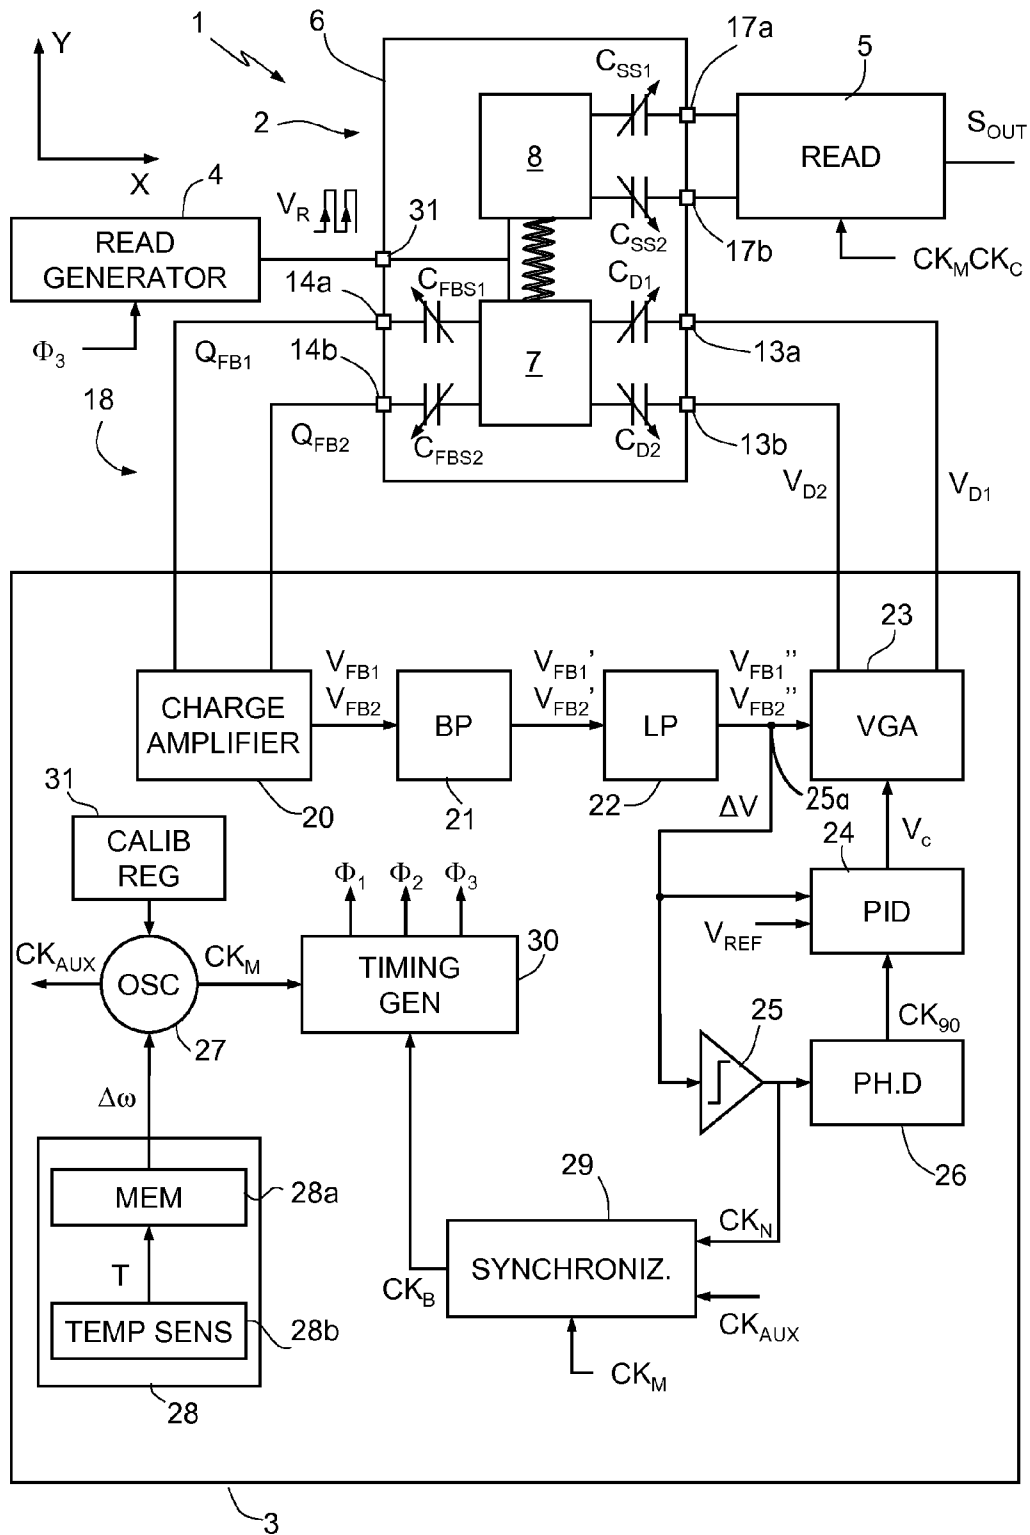 Y
X
1
2
6
17a
5
C_SS1
S_OUT
8
READ
4
V_R
31
C_SS2
17b
CK_M CK_C
READ
GENERATOR
Φ_3
14a
C_FBS1
C_D1
Q_FB1
14b
7
13a
18
Q_FB2
C_FBS2
C_D2
13b
V_D2
V_D1
23
V_FB1
V_FB2
V_FB1'
V_FB2'
V_FB1''
V_FB2''
CHARGE
AMPLIFIER
BP
LP
VGA
31
20
21
22
ΔV
25a
CALIB
REG
Φ_1
Φ_2
Φ_3
24
V_c
PID
V_REF
CK_AUX
OSC
CK_M
TIMING
GEN
30
27
25
CK_90
PH.D
Δω
26
MEM
28a
29
CK_N
T
CK_B
SYNCHRONIZ.
TEMP SENS
28b
CK_AUX
CK_M
28
3